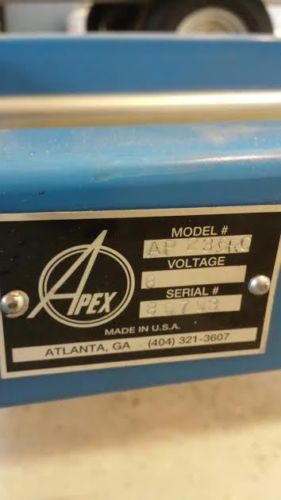 APEX
MODEL #
VOLTAGE
SERIAL #
MADE IN U.S.A.
ATLANTA, GA (404) 321-3607